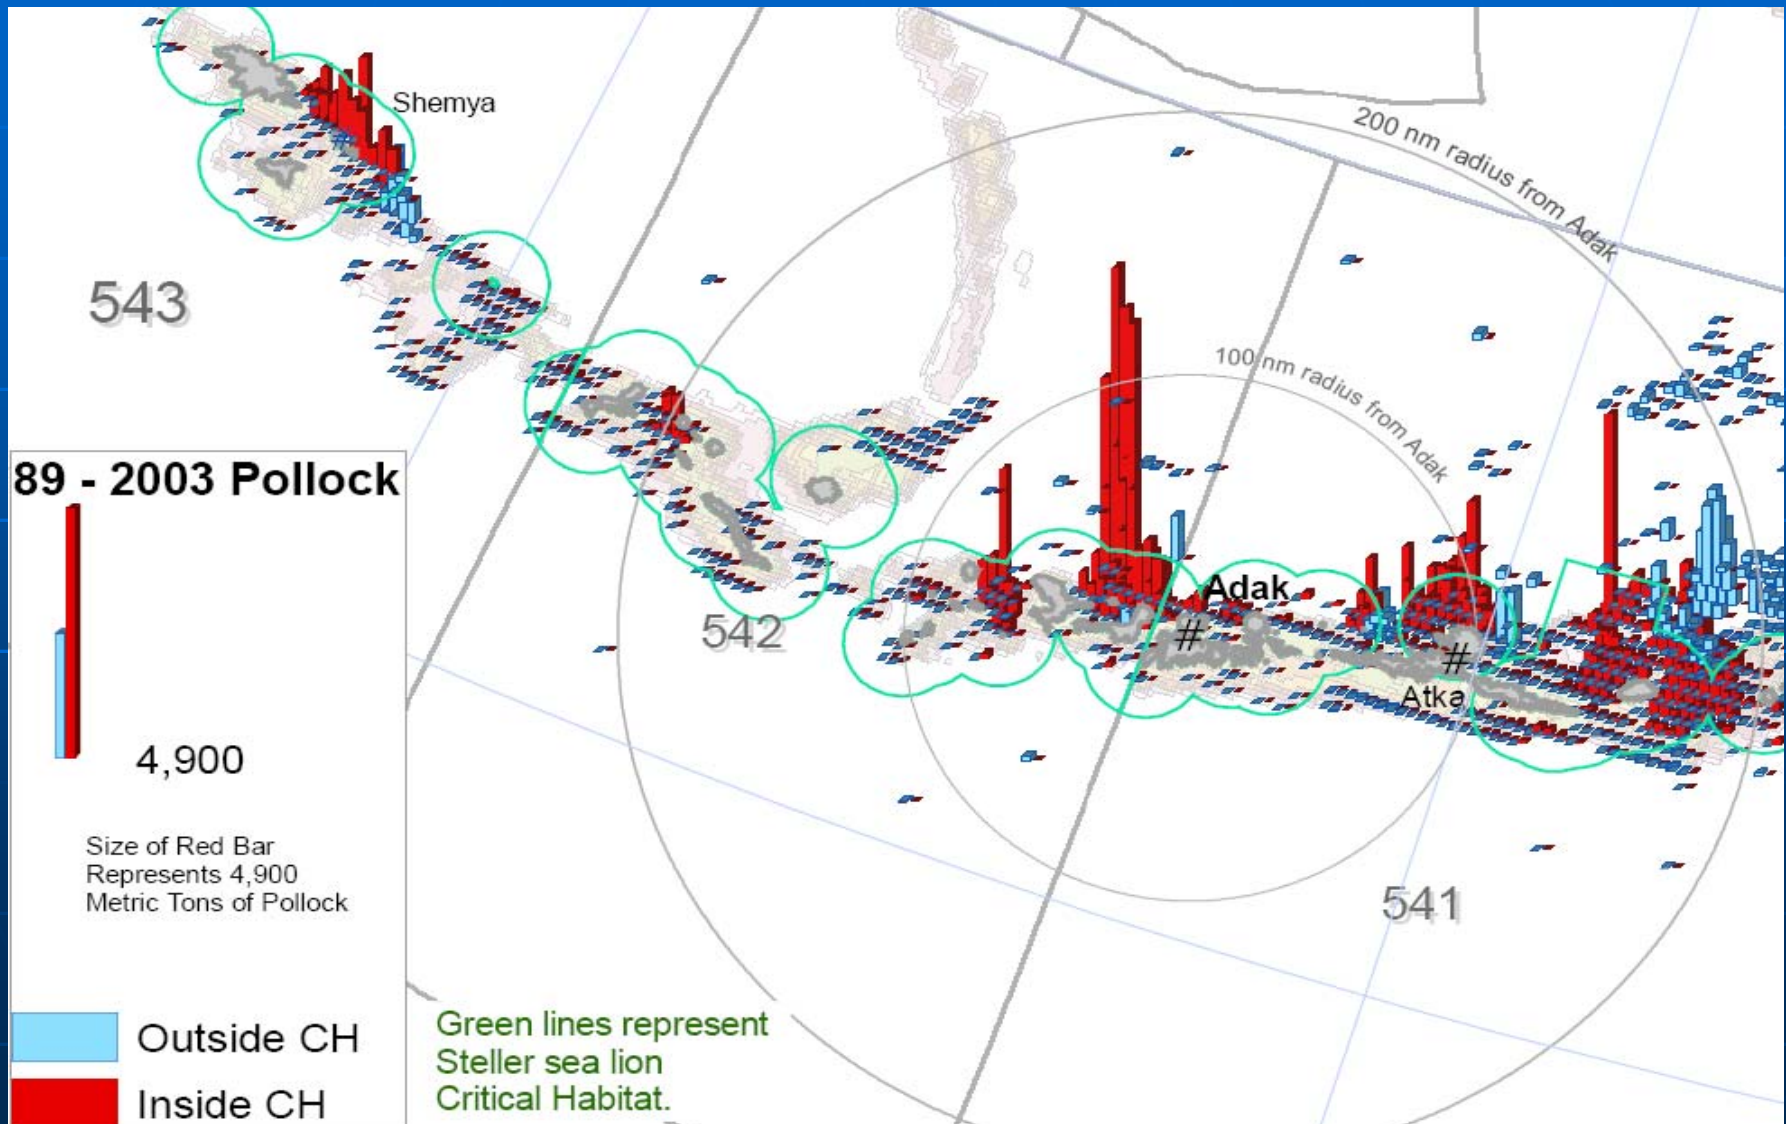 Shemya
200 nm radius from Adak
543
100 nm radius from Adak
89 - 2003 Pollock
4,900
Adak
#
542
#
Atka
Size of Red Bar
Represents 4,900
Metric Tons of Pollock
541
Outside CH
Inside CH
Green lines represent
Steller sea lion
Critical Habitat.